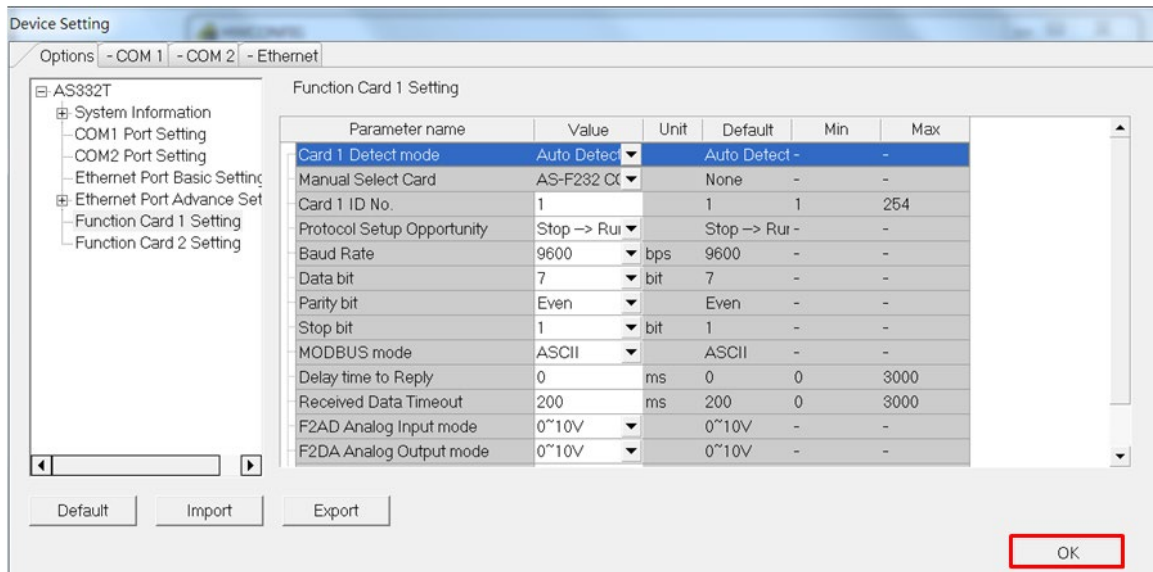 Device Setting
Options - COM 1 - COM 2 - Ethernet
AS332T
System Information
COM1 Port Setting
COM2 Port Setting
Ethernet Port Basic Setting
Ethernet Port Advance Set
Function Card 1 Setting
Function Card 2 Setting
Function Card 1 Setting
Parameter name Value Unit Default Min Max
Card 1 Detect mode Auto Detect Auto Detect - -
Manual Select Card AS-F232 CO None - -
Card 1 ID No. 1 1 1 254
Protocol Setup Opportunity Stop -> Rur Stop -> Rur - -
Baud Rate 9600 bps 9600 - -
Data bit 7 bit 7 - -
Parity bit Even Even - -
Stop bit 1 bit 1 - -
MODBUS mode ASCII ASCII - -
Delay time to Reply 0 ms 0 0 3000
Received Data Timeout 200 ms 200 0 3000
F2AD Analog Input mode 0~10V 0~10V - -
F2DA Analog Output mode 0~10V 0~10V - -
Default Import Export
OK